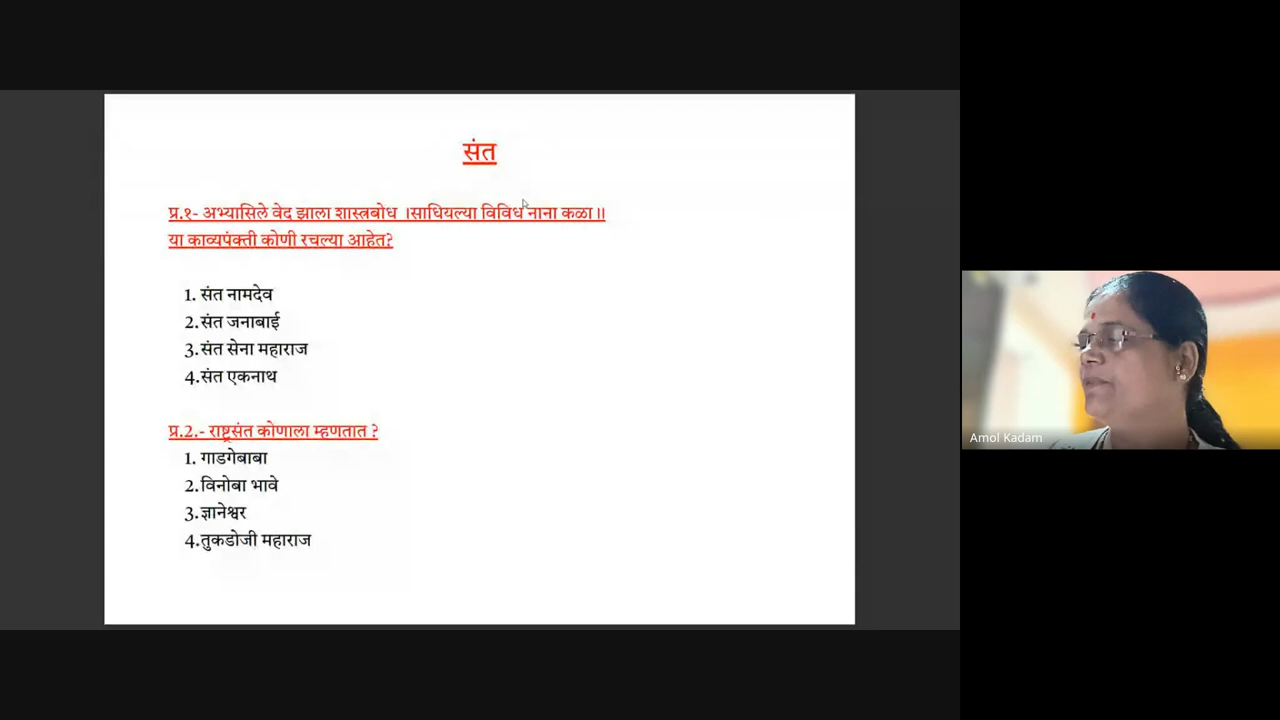 संत
प्र.१- अभ्यासिले वेद झाला शास्त्रबोध ।साधियल्या विविध नाना कळा॥
या काव्यपंक्ती कोणी रचल्या आहेत?
1. संत नामदेव
2. संत जनाबाई
3. संत सेना महाराज
4. संत एकनाथ
प्र.2.- राष्ट्रसंत कोणाला म्हणतात ?
1. गाडगेबाबा
2. विनोबा भावे
3. ज्ञानेश्वर
4. तुकडोजी महाराज
Amol Kadam